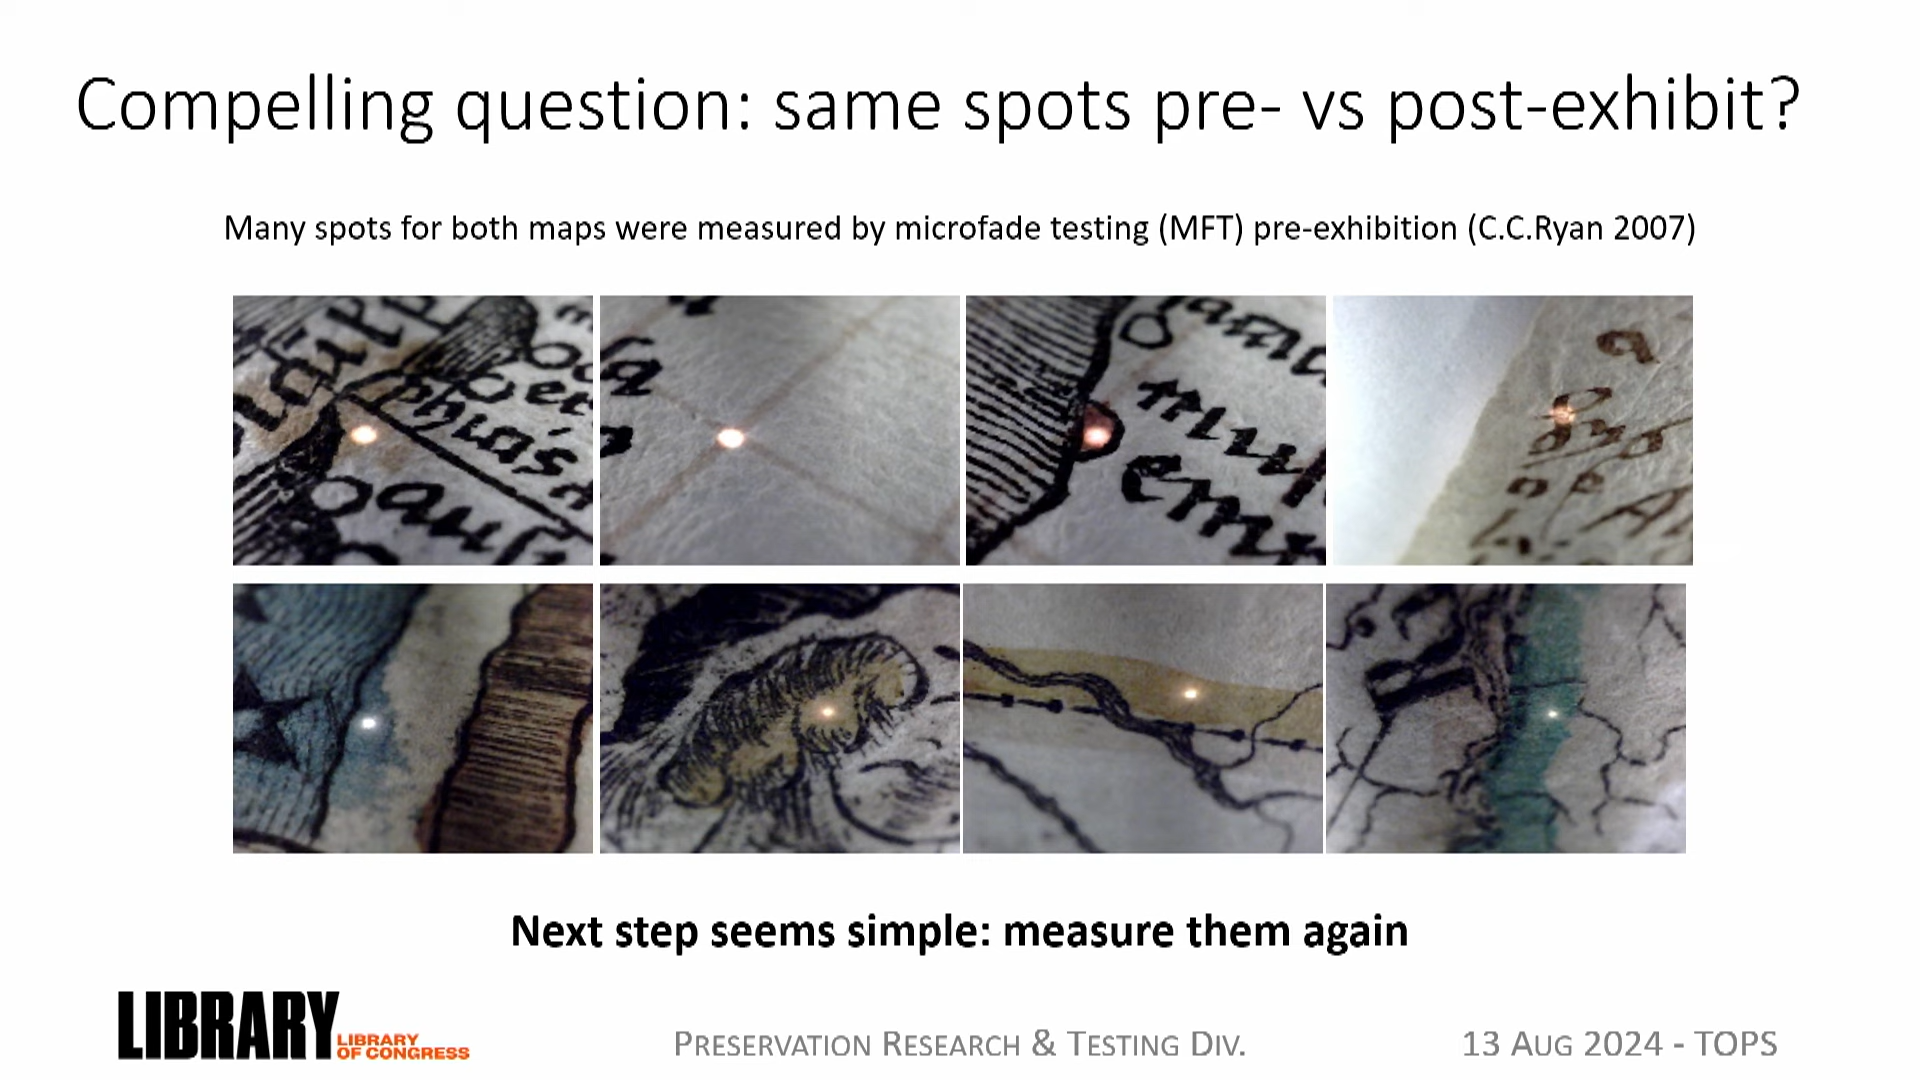 Compelling question: same spots pre- vs post-exhibit?
Many spots for both maps were measured by microfade testing (MFT) pre-exhibition (C.C.Ryan 2007)
phias
mul
Next step seems simple: measure them again
LIBRARY
LIBRARY
OF CONGRESS
PRESERVATION RESEARCH & TESTING DIV.
13 AUG 2024 - TOPS